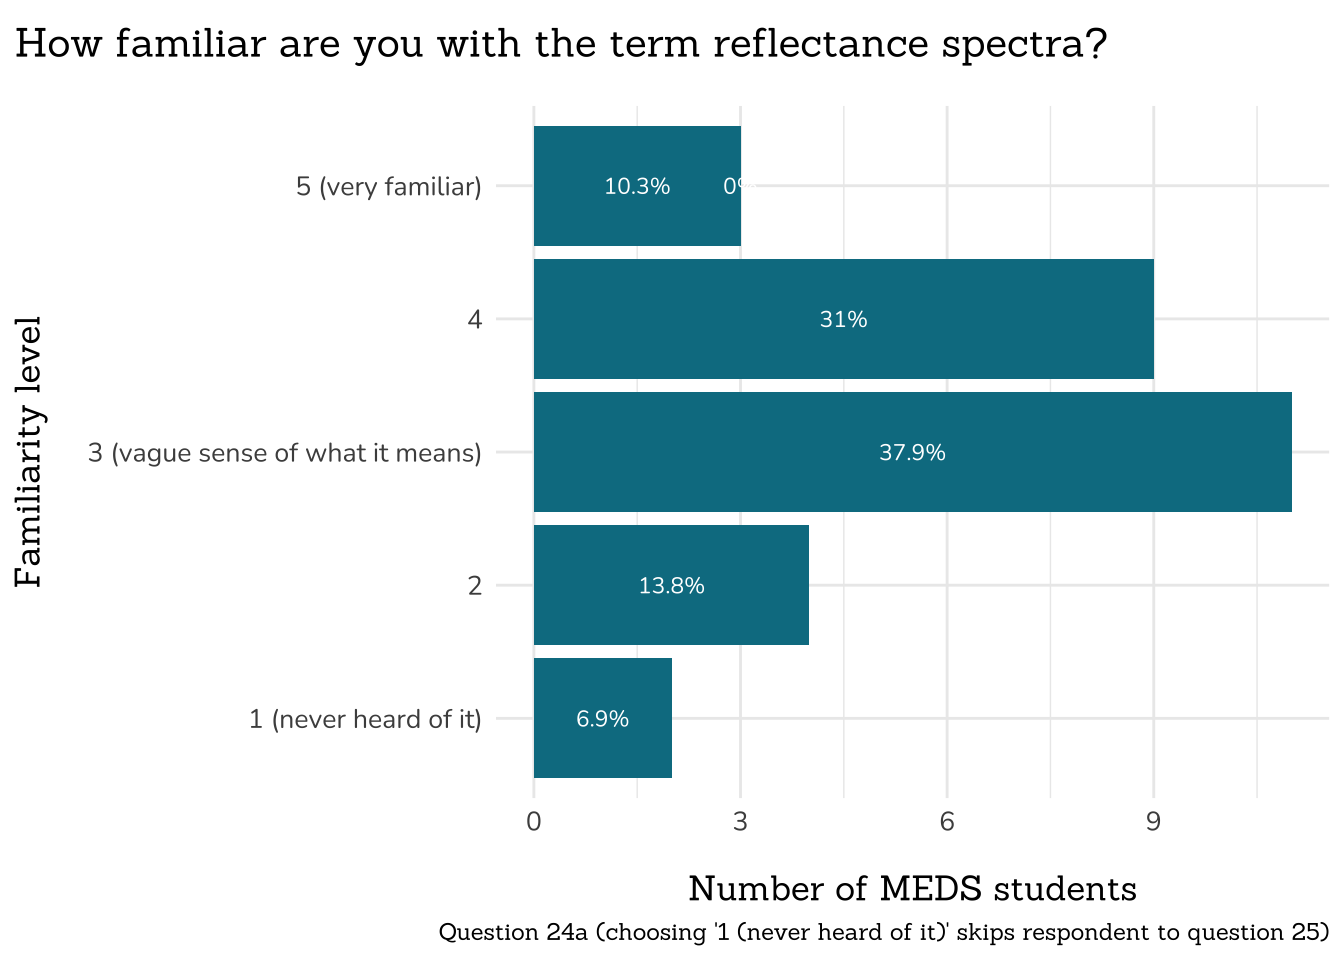 How familiar are you with the term reflectance spectra?
5 (very familiar)
10.3%
0%
4
31%
Familiarity level
3 (vague sense of what it means)
37.9%
2
13.8%
1 (never heard of it)
6.9%
0 3 6 9
Number of MEDS students
Question 24a (choosing '1 (never heard of it)' skips respondent to question 25)